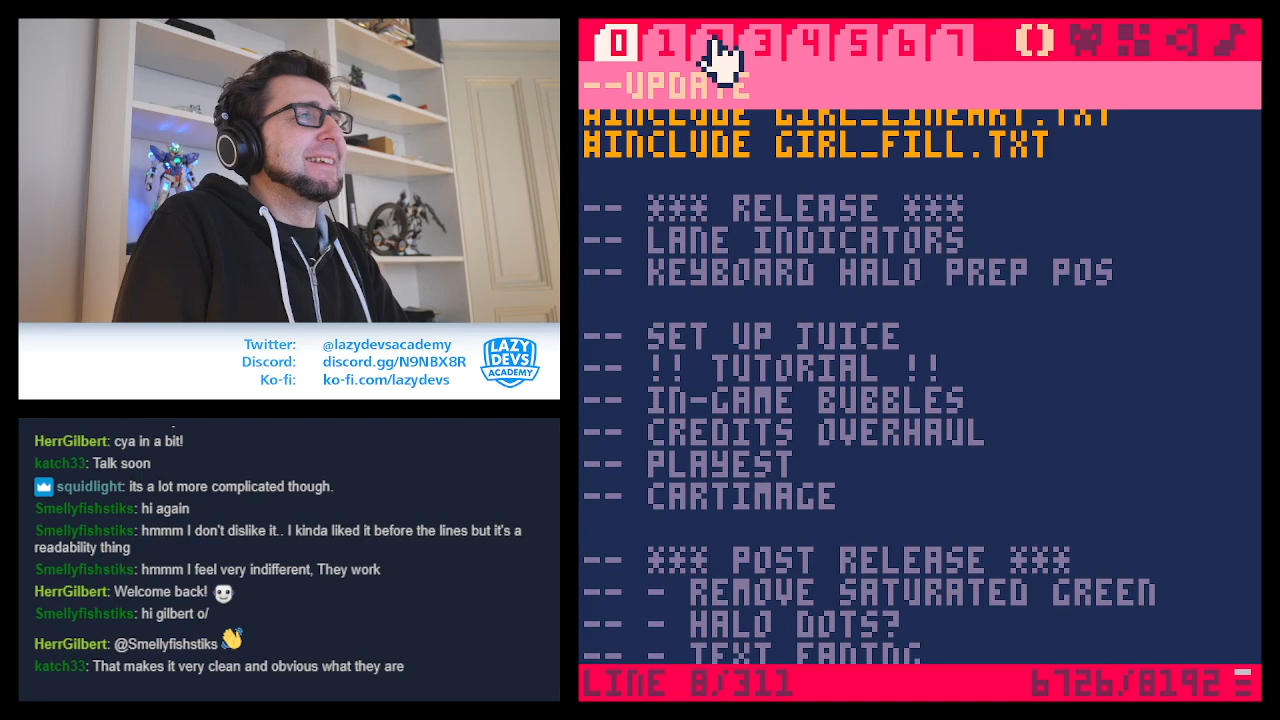 Twitter: @lazydevsacademy
Discord: discord.gg/N9NBX8R
Ko-fi: ko-fi.com/lazydevs
LAZY
DEVS
ACADEMY
HerrGilbert: cya in a bit!
katch33: Talk soon
squidlight: its a lot more complicated though.
Smellyfishstiks: hi again
Smellyfishstiks: hmmm I don't dislike it.. I kinda liked it before the lines but it's a
readability thing
Smellyfishstiks: hmmm I feel very indifferent, They work
HerrGilbert: Welcome back!
Smellyfishstiks: hi gilbert o/
HerrGilbert: @Smellyfishstiks
katch33: That makes it very clean and obvious what they are
0 1 2 3 4 5 6 7 ()
--UPDATE
#INCLUDE GIRL_LINEART.TXT
#INCLUDE GIRL_FILL.TXT
-- *** RELEASE ***
-- LANE INDICATORS
-- KEYBOARD HALO PREP POS
-- SET UP JUICE
-- !! TUTORIAL !!
-- IN-GAME BUBBLES
-- CREDITS OVERHAUL
-- PLAYEST
-- CARTIMAGE
-- *** POST RELEASE ***
-- - REMOVE SATURATED GREEN
-- - HALO DOTS?
-- - TEXT FADING
LINE 8/311 6726/8192